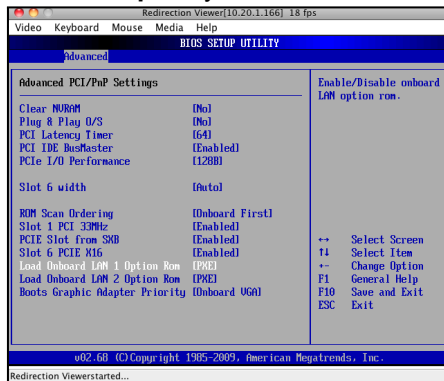 Redirection Viewer[10.20.1.166] 18 fps
Video Keyboard Mouse Media Help
BIOS SETUP UTILITY
Advanced
Advanced PCI/PnP Settings
Clear NVRAM [No]
Plug & Play O/S [No]
PCI Latency Timer [64]
PCI IDE BusMaster [Enabled]
PCIe I/O Performance [128B]
Slot 6 width [Auto]
ROM Scan Ordering [Onboard First]
Slot 1 PCI 33MHz [Enabled]
PCIE Slot from SXB [Enabled]
Slot 6 PCIE X16 [Enabled]
Load Onboard LAN 1 Option Rom [PXE]
Load Onboard LAN 2 Option Rom [PXE]
Boots Graphic Adapter Priority [Onboard VGA]
Enable/Disable onboard
LAN option rom.
↔ Select Screen
↑↓ Select Item
+- Change Option
F1 General Help
F10 Save and Exit
ESC Exit
v02.68 (C)Copyright 1985-2009, American Megatrends, Inc.
Redirection Viewerstarted...